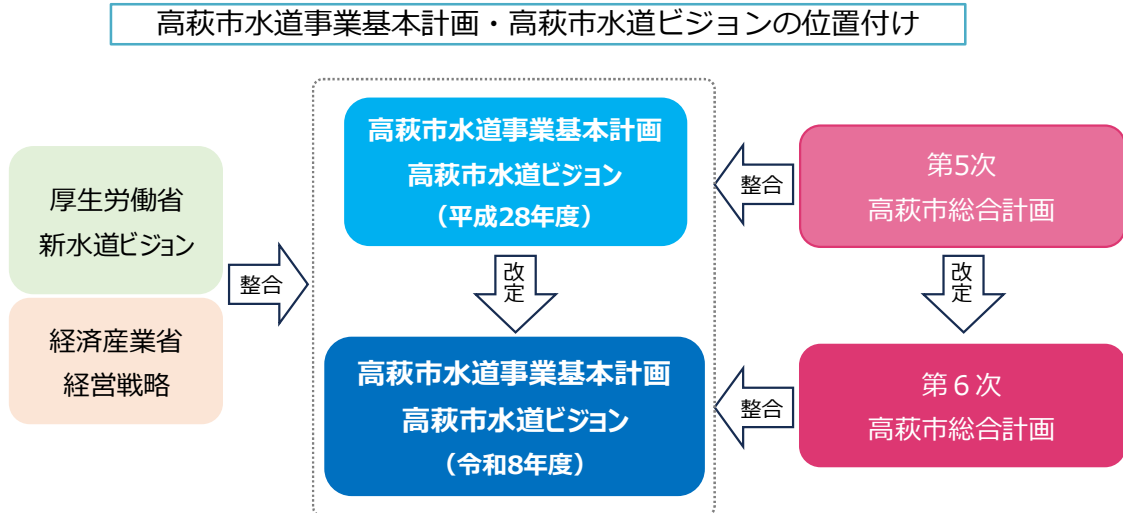 高萩市水道事業基本計画・高萩市水道ビジョンの位置付け
厚生労働省
新水道ビジョン
経済産業省
経営戦略
整合
高萩市水道事業基本計画
高萩市水道ビジョン
（平成28年度）
改定
高萩市水道事業基本計画
高萩市水道ビジョン
（令和8年度）
整合
整合
第5次
高萩市総合計画
改定
第６次
高萩市総合計画